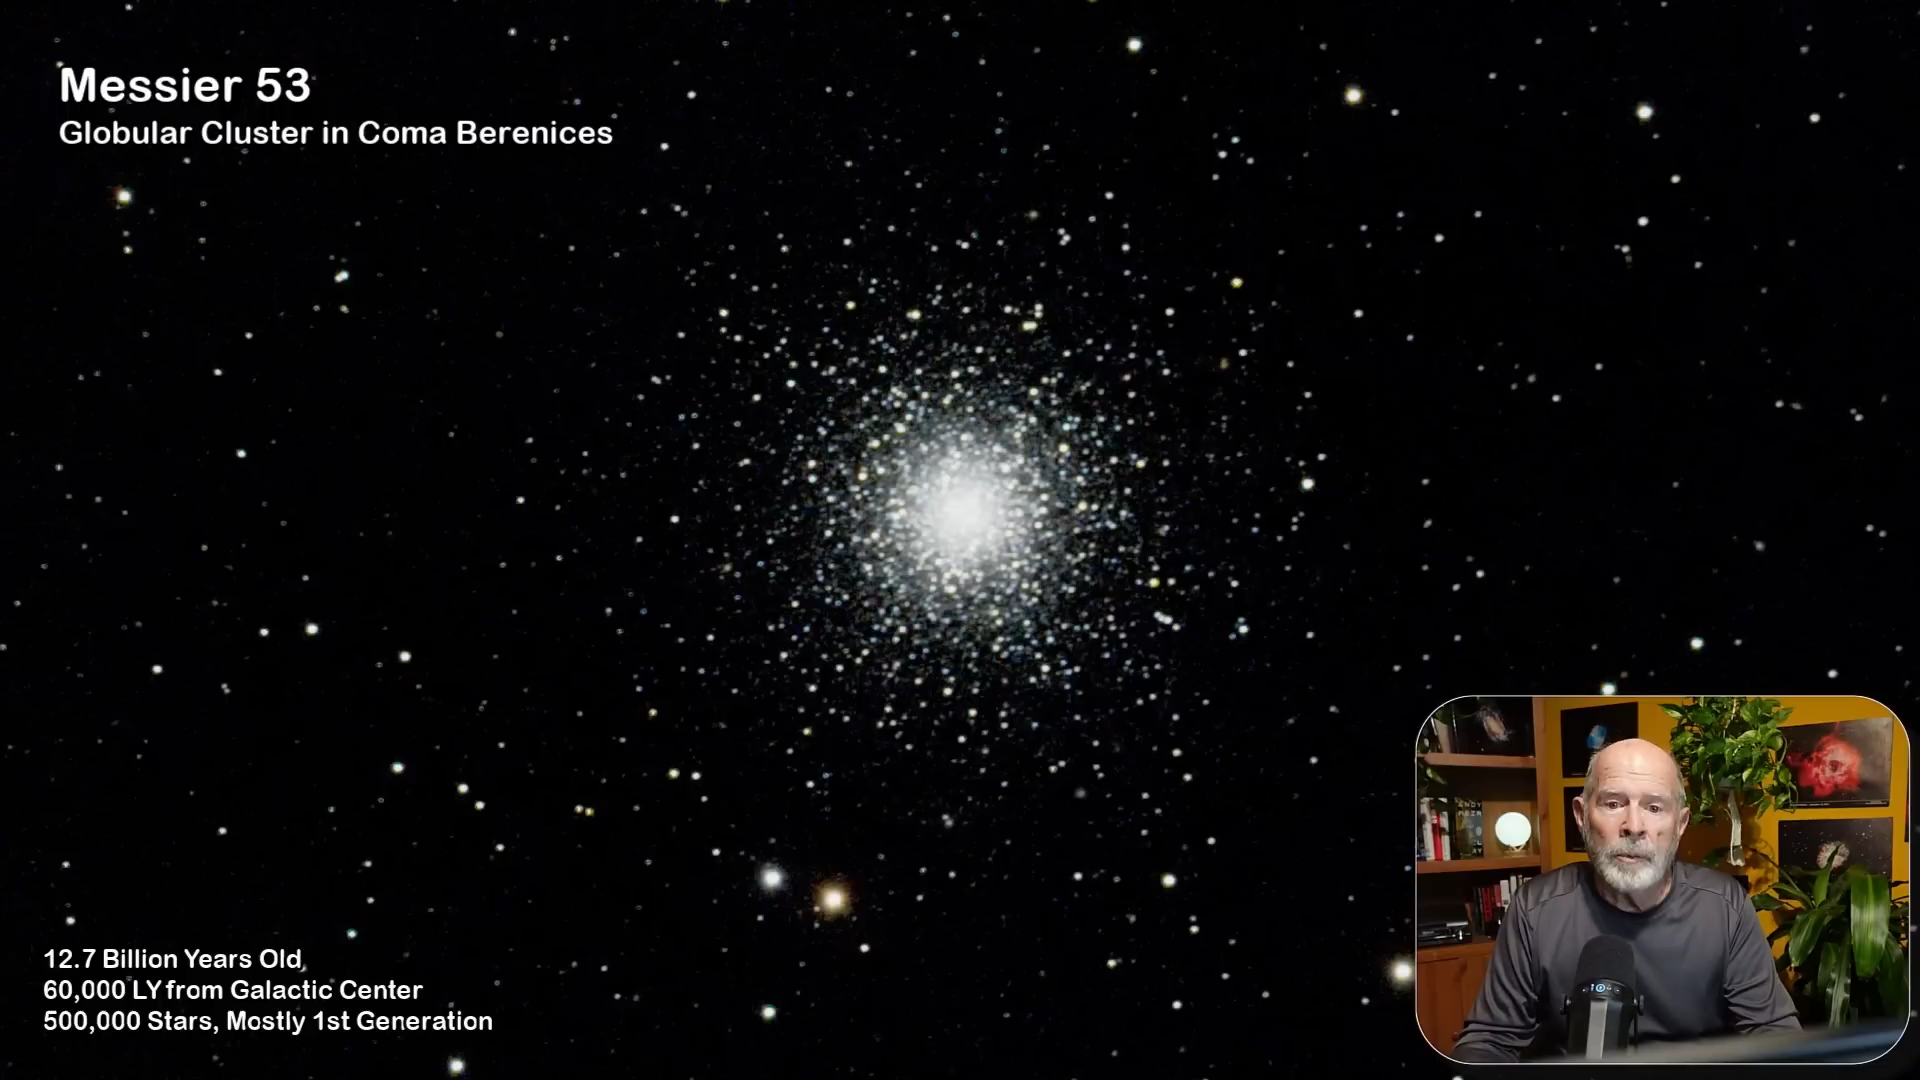 Messier 53
Globular Cluster in Coma Berenices
12.7 Billion Years Old
60,000 LY from Galactic Center
500,000 Stars, Mostly 1st Generation
ANDY